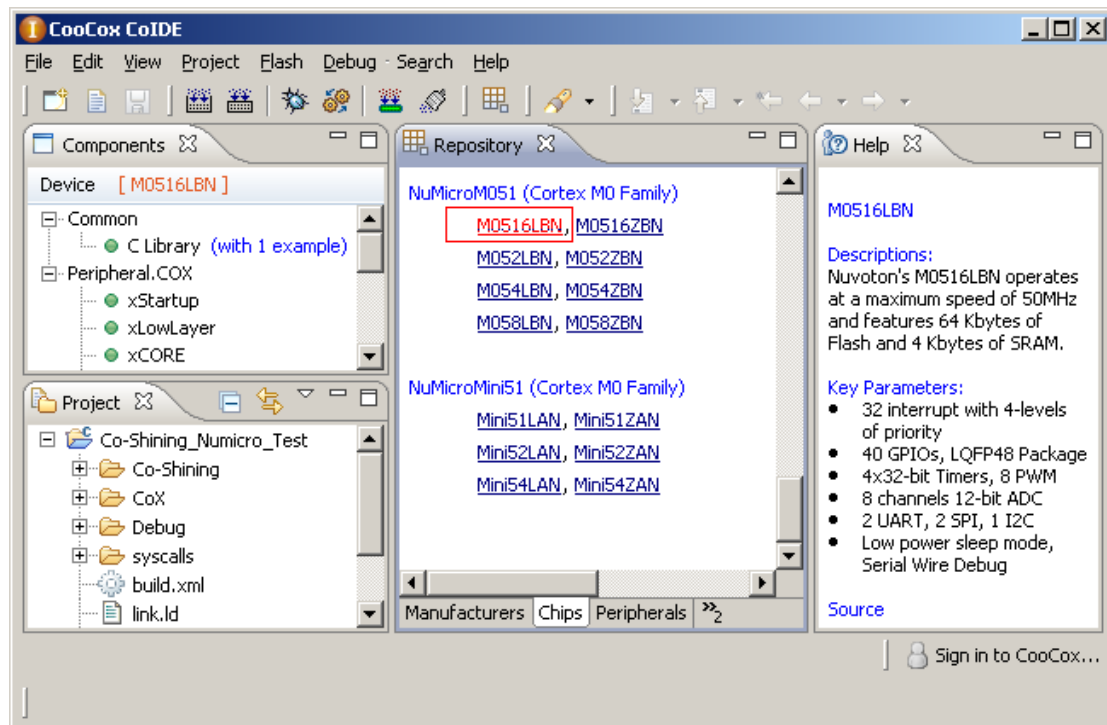 CooCox CoIDE
File Edit View Project Flash Debug Search Help
Components
Device [ M0516LBN ]
Common
C Library (with 1 example)
Peripheral.COX
xStartup
xLowLayer
xCORE
Project
Co-Shining_Numicro_Test
Co-Shining
CoX
Debug
syscalls
build.xml
link.ld
Repository
NuMicroM051 (Cortex M0 Family)
M0516LBN, M0516ZBN
M052LBN, M052ZBN
M054LBN, M054ZBN
M058LBN, M058ZBN
NuMicroMini51 (Cortex M0 Family)
Mini51LAN, Mini51ZAN
Mini52LAN, Mini52ZAN
Mini54LAN, Mini54ZAN
Manufacturers Chips Peripherals »2
Help
M0516LBN
Descriptions:
Nuvoton's M0516LBN operates
at a maximum speed of 50MHz
and features 64 Kbytes of
Flash and 4 Kbytes of SRAM.
Key Parameters:
• 32 interrupt with 4-levels
of priority
• 40 GPIOs, LQFP48 Package
• 4x32-bit Timers, 8 PWM
• 8 channels 12-bit ADC
• 2 UART, 2 SPI, 1 I2C
• Low power sleep mode,
Serial Wire Debug
Source
Sign in to CooCox...